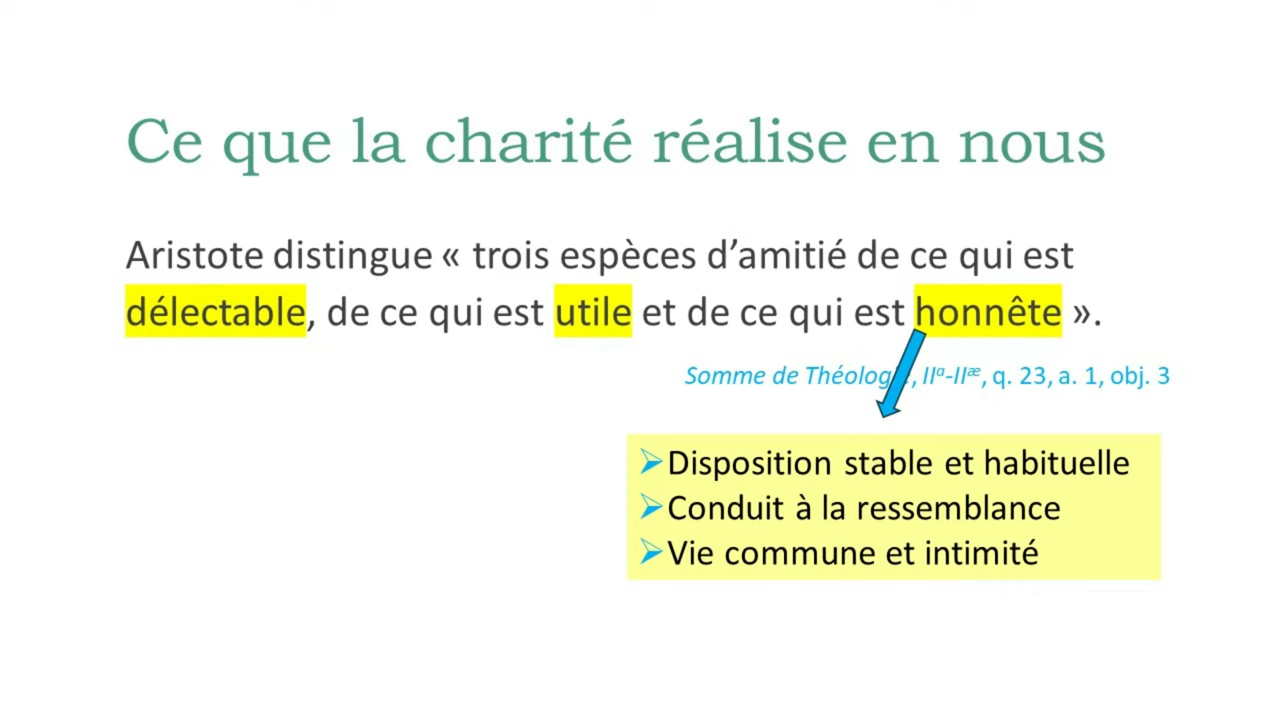 Ce que la charité réalise en nous
Aristote distingue « trois espèces d’amitié de ce qui est
délectable, de ce qui est utile et de ce qui est honnête ».
Somme de Théologie, IIª-IIæ, q. 23, a. 1, obj. 3
Disposition stable et habituelle
Conduit à la ressemblance
Vie commune et intimité